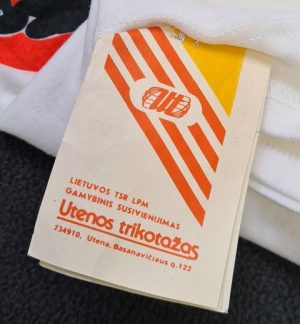 LIETUVOS TSR LPM
GAMYBINIS SUSIVIENIJIMAS
Utenos trikotažas
234910, Utena, Basanavičiaus g. 122